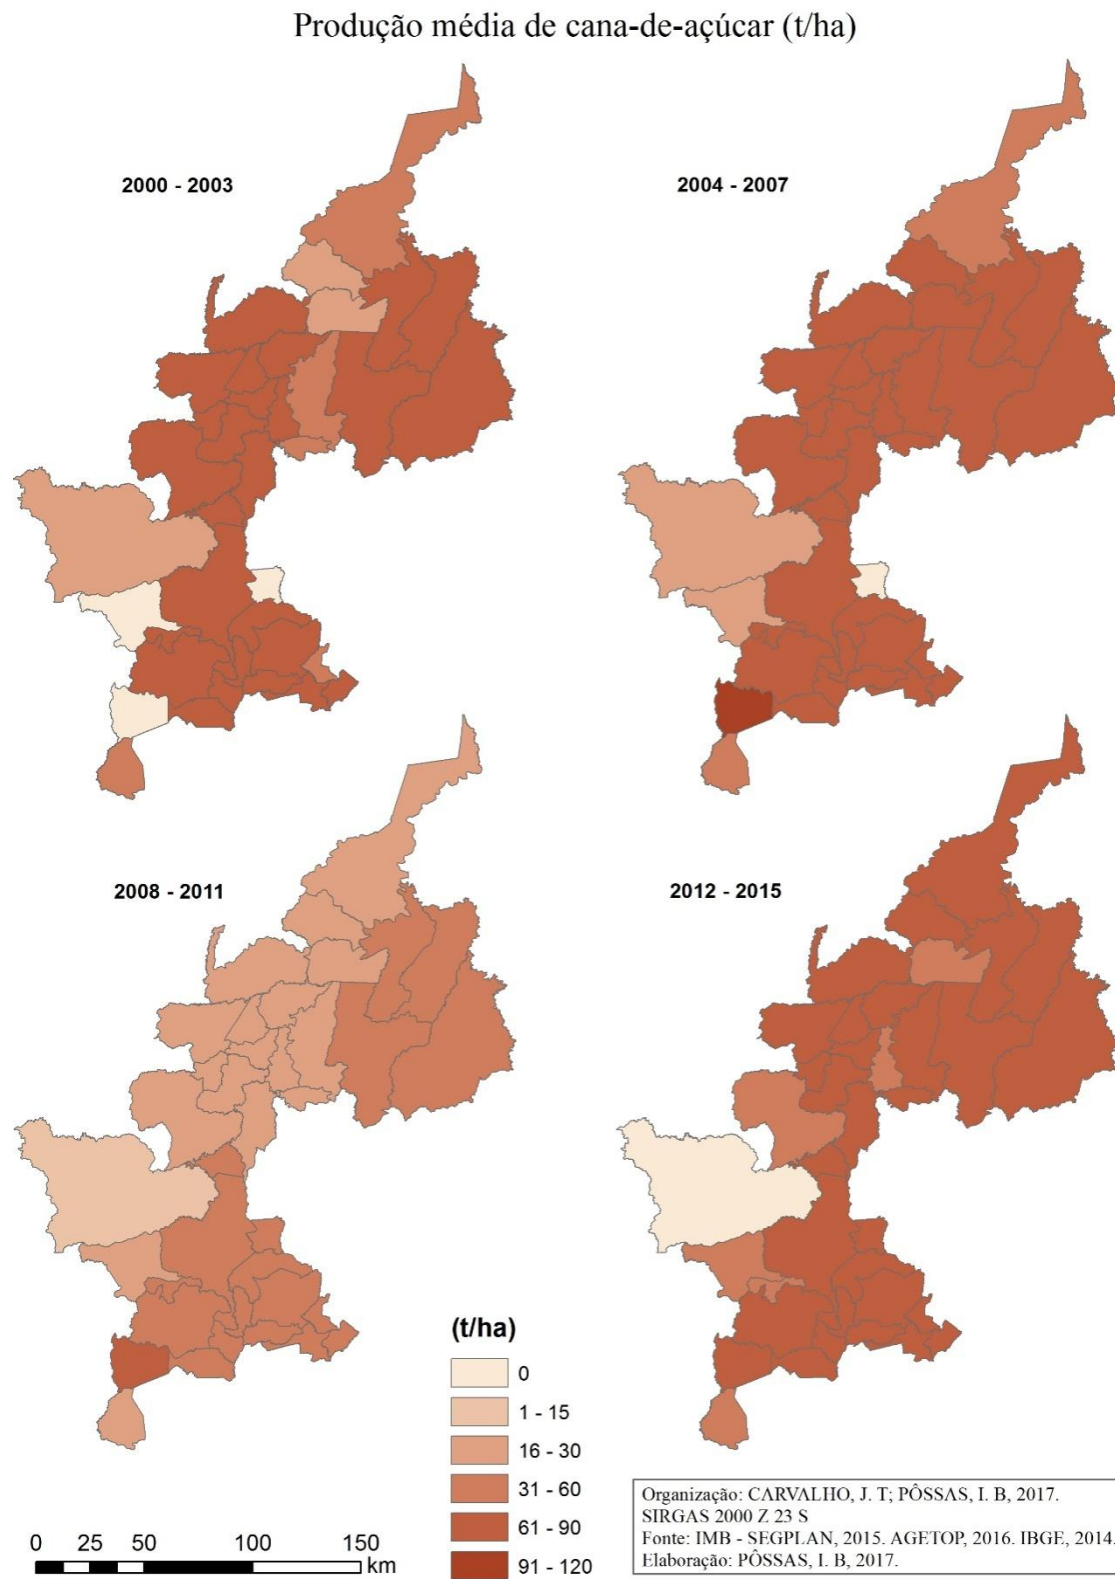 Produção média de cana-de-açúcar (t/ha)
2000 - 2003
2004 - 2007
2008 - 2011
2012 - 2015
(t/ha)
0
1 - 15
16 - 30
31 - 60
61 - 90
91 - 120
0 25 50 100 150
km
Organização: CARVALHO, J. T; PÔSSAS, I. B, 2017.
SIRGAS 2000 Z 23 S
Fonte: IMB - SEGPLAN, 2015. AGETOP, 2016. IBGE, 2014.
Elaboração: PÔSSAS, I. B, 2017.